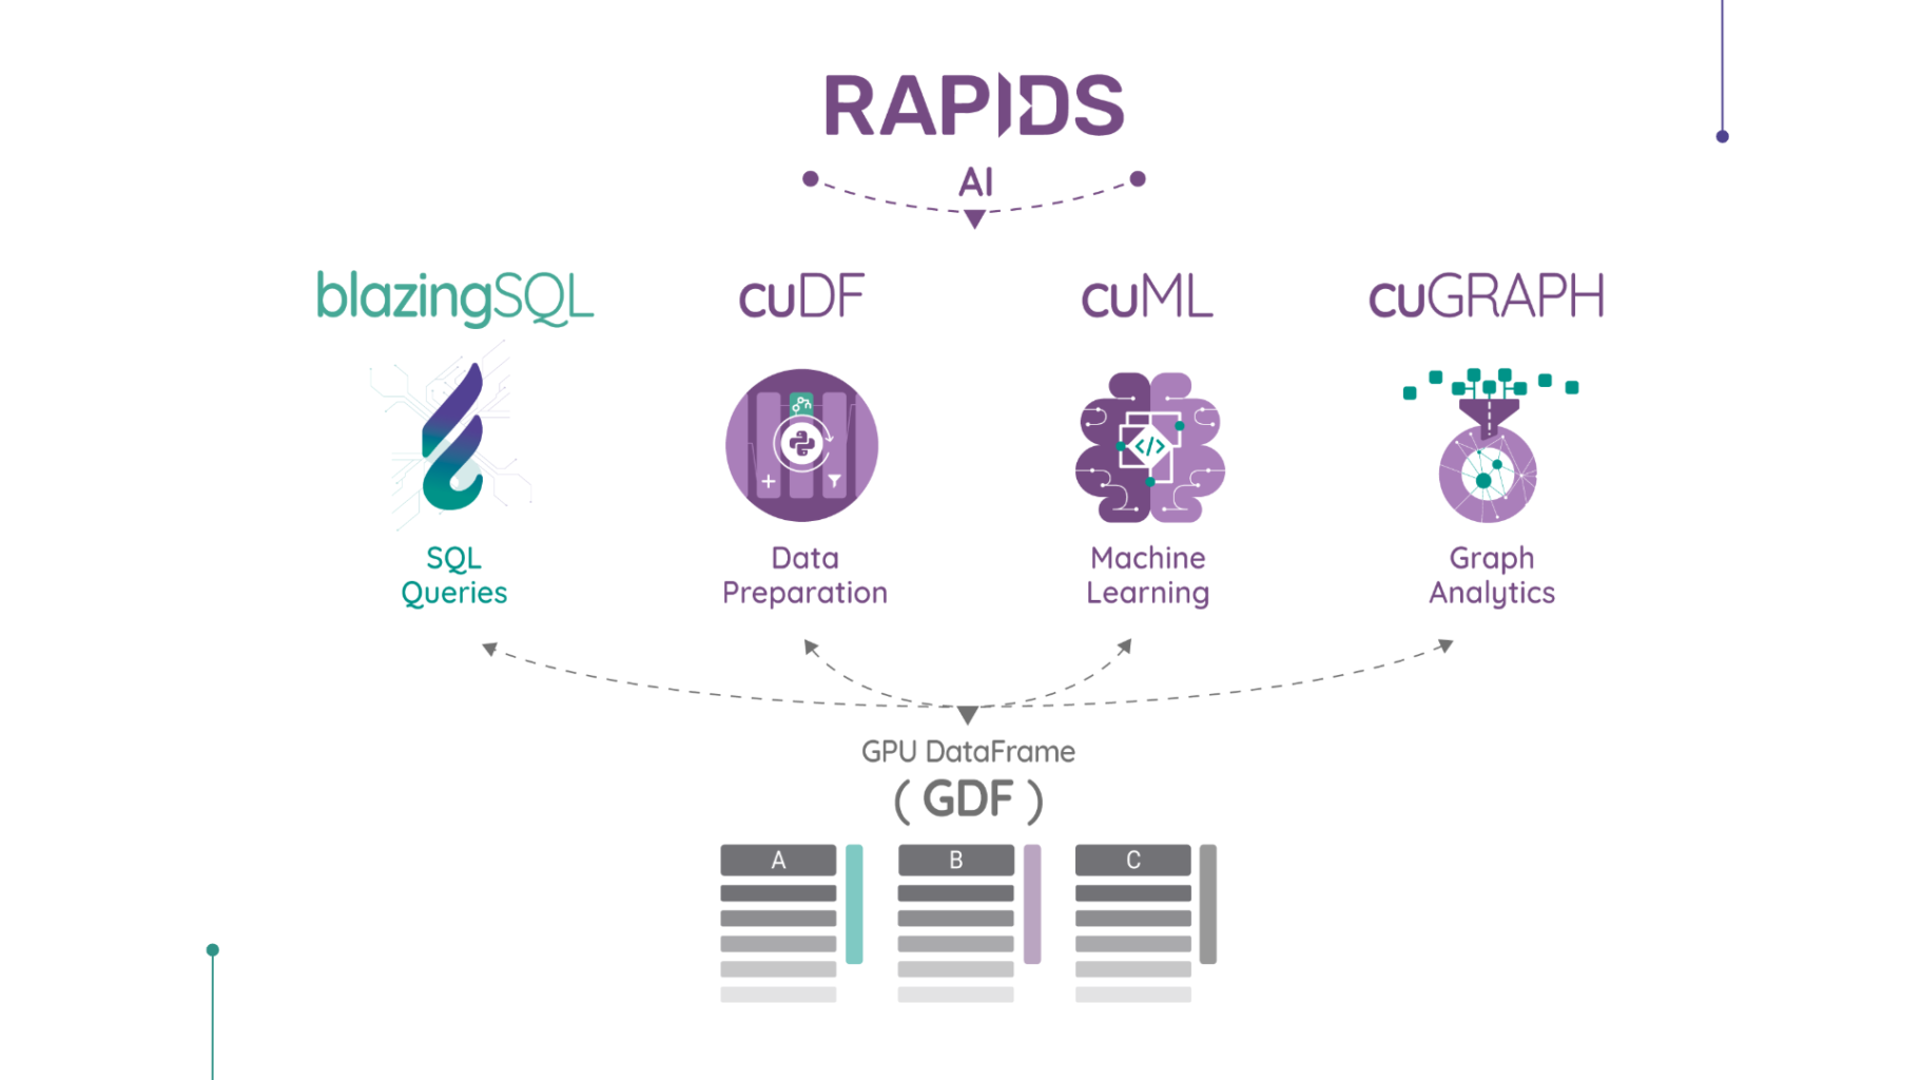 RAPIDS
AI
blazingSQL
cuDF
cuML
cuGRAPH
</>
SQL
Queries
Data
Preparation
Machine
Learning
Graph
Analytics
GPU DataFrame
( GDF )
A
B
C